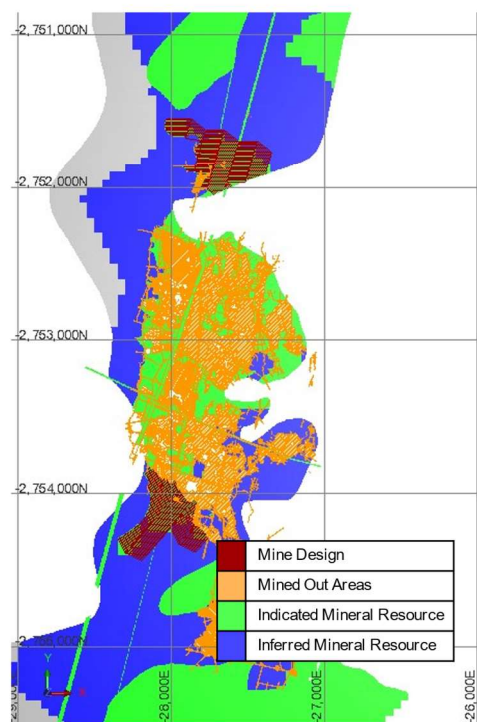 -2,751,000N
-2,752,000N
-2,753,000N
-2,754,000N
Mine Design
Mined Out Areas
Indicated Mineral Resource
Inferred Mineral Resource
Y
X
-28,000E
-27,000E
-26,000E